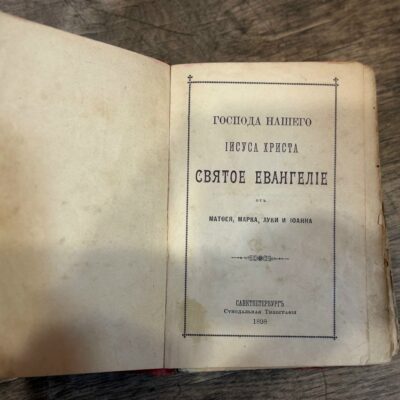 ГОСПОДА НАШЕГО
ІИСУСА ХРИСТА
СВЯТОЕ ЕВАНГЕЛІЕ
отъ
МАТѲЕЯ, МАРКА, ЛУКИ И ІОАННА
САНКТПЕТЕРБУРГЪ
Синодальная Типографія
1898